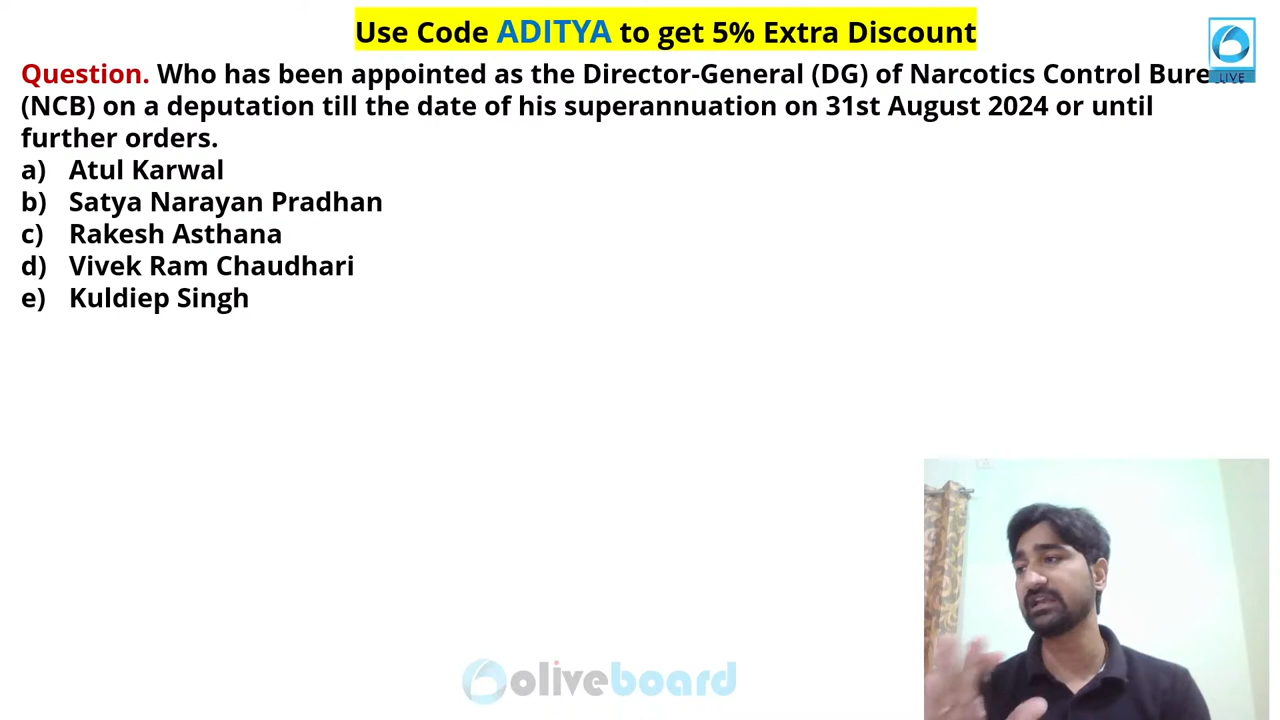 Use Code ADITYA to get 5% Extra Discount
Question. Who has been appointed as the Director-General (DG) of Narcotics Control Bure
(NCB) on a deputation till the date of his superannuation on 31st August 2024 or until
further orders.
a) Atul Karwal
b) Satya Narayan Pradhan
c) Rakesh Asthana
d) Vivek Ram Chaudhari
e) Kuldiep Singh
LIVE
oliveboard